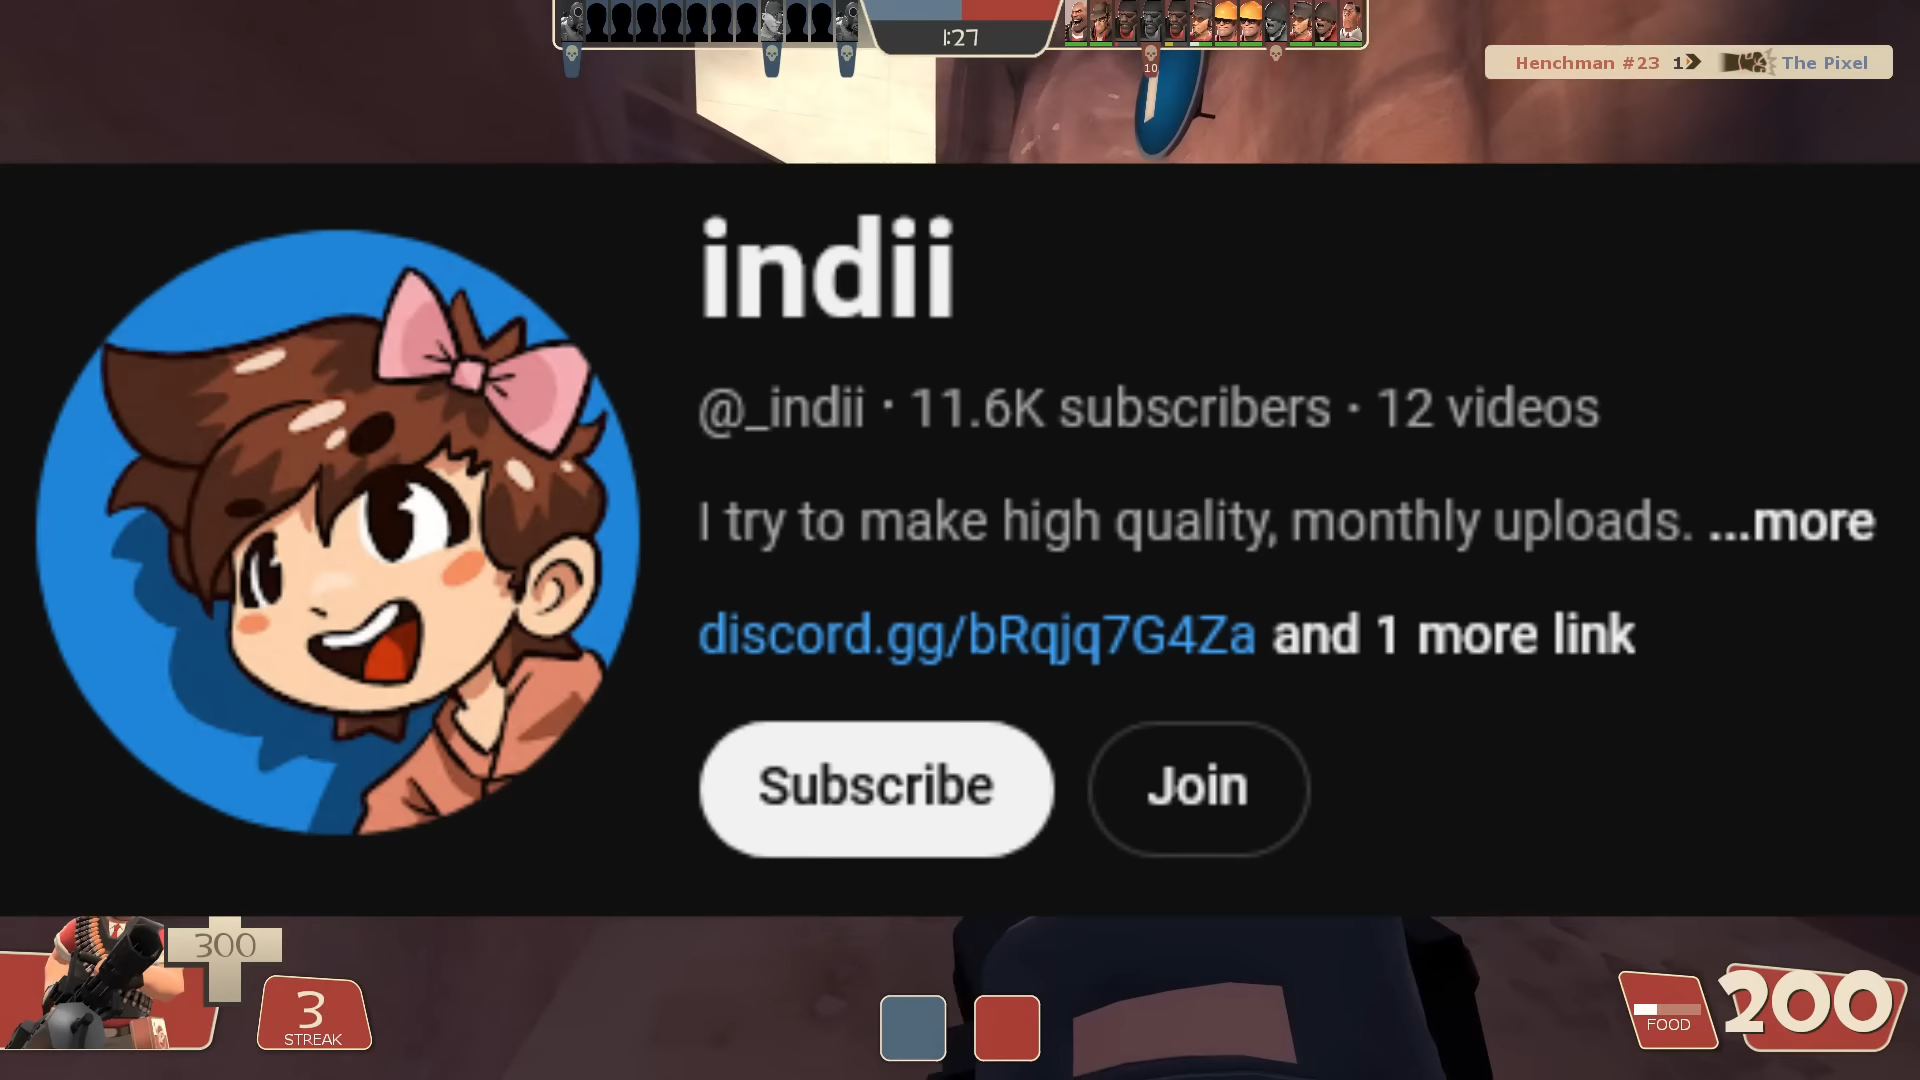 1:27
10
Henchman #23 1 The Pixel
indii
@_indii · 11.6K subscribers · 12 videos
I try to make high quality, monthly uploads. ...more
discord.gg/bRqjq7G4Za and 1 more link
Subscribe Join
300
3
STREAK
FOOD
200